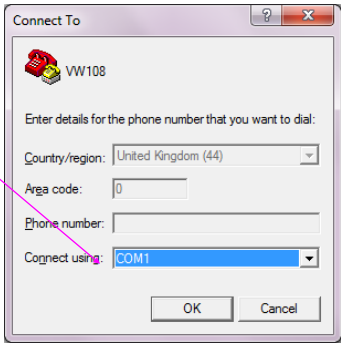 Connect To
VW108
Enter details for the phone number that you want to dial:
Country/region: United Kingdom (44)
Area code: 0
Phone number:
Connect using: COM1
OK Cancel